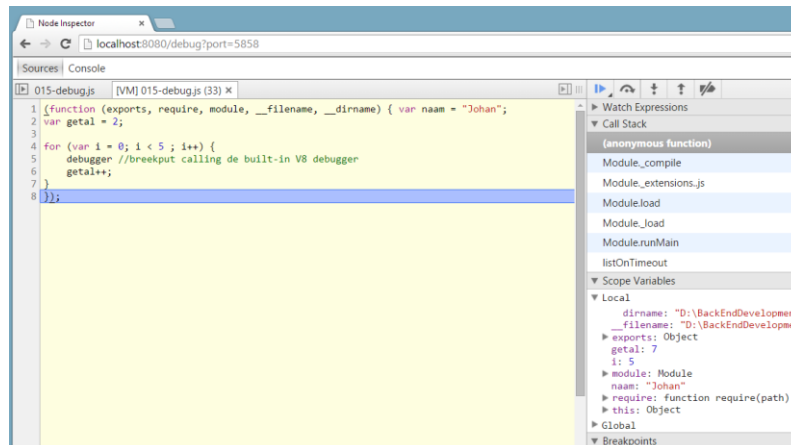 Node Inspector ×
localhost:8080/debug?port=5858
Sources Console
015-debug.js [VM] 015-debug.js (33) ×
1 (function (exports, require, module, __filename, __dirname) { var naam = "Johan";
2 var getal = 2;
3
4 for (var i = 0; i < 5 ; i++) {
5 debugger //breekput calling de built-in V8 debugger
6 getal++;
7 }
8 });
Watch Expressions
Call Stack
(anonymous function)
Module._compile
Module._extensions..js
Module.load
Module._load
Module.runMain
listOnTimeout
Scope Variables
Local
dirname: "D:\BackEndDevelopmen
__filename: "D:\BackEndDevelopme
exports: Object
getal: 7
i: 5
module: Module
naam: "Johan"
require: function require(path)
this: Object
Global
Breakpoints